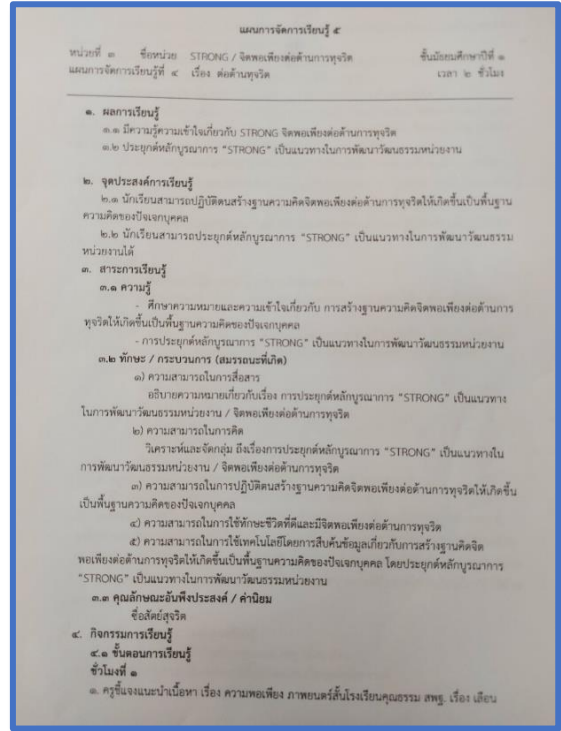 แผนการจัดการเรียนรู้ ๕
หน่วยที่ ๓ ชื่อหน่วย STRONG / จิตพอเพียงต่อต้านการทุจริต ชั้นมัธยมศึกษาปีที่ ๑
แผนการจัดการเรียนรู้ที่ ๔ เรื่อง ต่อต้านทุจริต เวลา ๒ ชั่วโมง
๑. ผลการเรียนรู้
๑.๑ มีความรู้ความเข้าใจเกี่ยวกับ STRONG จิตพอเพียงต่อต้านการทุจริต
๑.๒ ประยุกต์หลักบูรณาการ “STRONG” เป็นแนวทางในการพัฒนาวัฒนธรรมหน่วยงาน
๒. จุดประสงค์การเรียนรู้
๒.๑ นักเรียนสามารถปฏิบัติตนสร้างฐานความคิดจิตพอเพียงต่อต้านการทุจริตให้เกิดขึ้นเป็นพื้นฐาน
ความคิดของปัจเจกบุคคล
๒.๒ นักเรียนสามารถประยุกต์หลักบูรณาการ “STRONG” เป็นแนวทางในการพัฒนาวัฒนธรรม
หน่วยงานได้
๓. สาระการเรียนรู้
๓.๑ ความรู้
- ศึกษาความหมายและความเข้าใจเกี่ยวกับ การสร้างฐานความคิดจิตพอเพียงต่อต้านการ
ทุจริตให้เกิดขึ้นเป็นพื้นฐานความคิดของปัจเจกบุคคล
- การประยุกต์หลักบูรณาการ “STRONG” เป็นแนวทางในการพัฒนาวัฒนธรรมหน่วยงาน
๓.๒ ทักษะ / กระบวนการ (สมรรถนะที่เกิด)
๑) ความสามารถในการสื่อสาร
อธิบายความหมายเกี่ยวกับเรื่อง การประยุกต์หลักบูรณาการ “STRONG” เป็นแนวทาง
ในการพัฒนาวัฒนธรรมหน่วยงาน / จิตพอเพียงต่อต้านการทุจริต
๒) ความสามารถในการคิด
วิเคราะห์และจัดกลุ่ม ถึงเรื่องการประยุกต์หลักบูรณาการ “STRONG” เป็นแนวทางใน
การพัฒนาวัฒนธรรมหน่วยงาน / จิตพอเพียงต่อต้านการทุจริต
๓) ความสามารถในการปฏิบัติตนสร้างฐานความคิดจิตพอเพียงต่อต้านการทุจริตให้เกิดขึ้น
เป็นพื้นฐานความคิดของปัจเจกบุคคล
๔) ความสามารถในการใช้ทักษะชีวิตที่ดีและมีจิตพอเพียงต่อต้านการทุจริต
๕) ความสามารถในการใช้เทคโนโลยีโดยการสืบค้นข้อมูลเกี่ยวกับการสร้างฐานคิดจิต
พอเพียงต่อต้านการทุจริตให้เกิดขึ้นเป็นพื้นฐานความคิดของปัจเจกบุคคล โดยประยุกต์หลักบูรณาการ
“STRONG” เป็นแนวทางในการพัฒนาวัฒนธรรมหน่วยงาน
๓.๓ คุณลักษณะอันพึงประสงค์ / ค่านิยม
ซื่อสัตย์สุจริต
๔. กิจกรรมการเรียนรู้
๔.๑ ขั้นตอนการเรียนรู้
ชั่วโมงที่ ๑
๑. ครูชี้แจงแนะนำเนื้อหา เรื่อง ความพอเพียง ภาพยนตร์สั้นโรงเรียนคุณธรรม สพฐ. เรื่อง เลือน